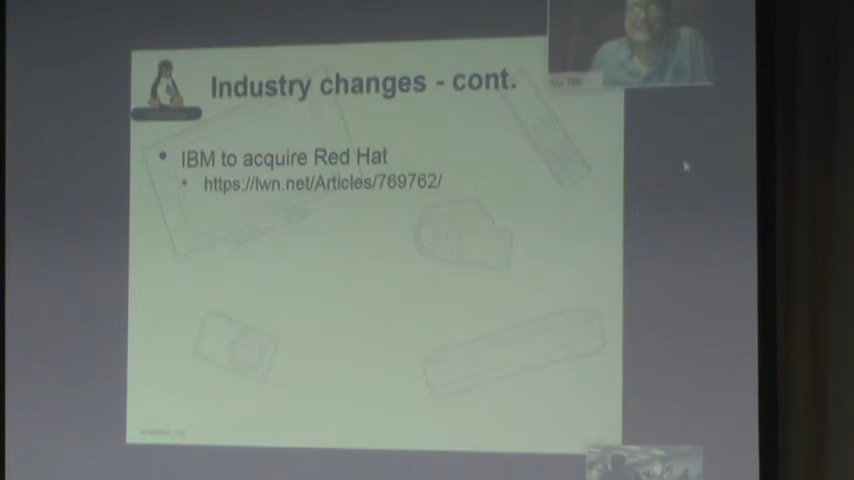 Industry changes - cont.
• IBM to acquire Red Hat
• https://lwn.net/Articles/769762/